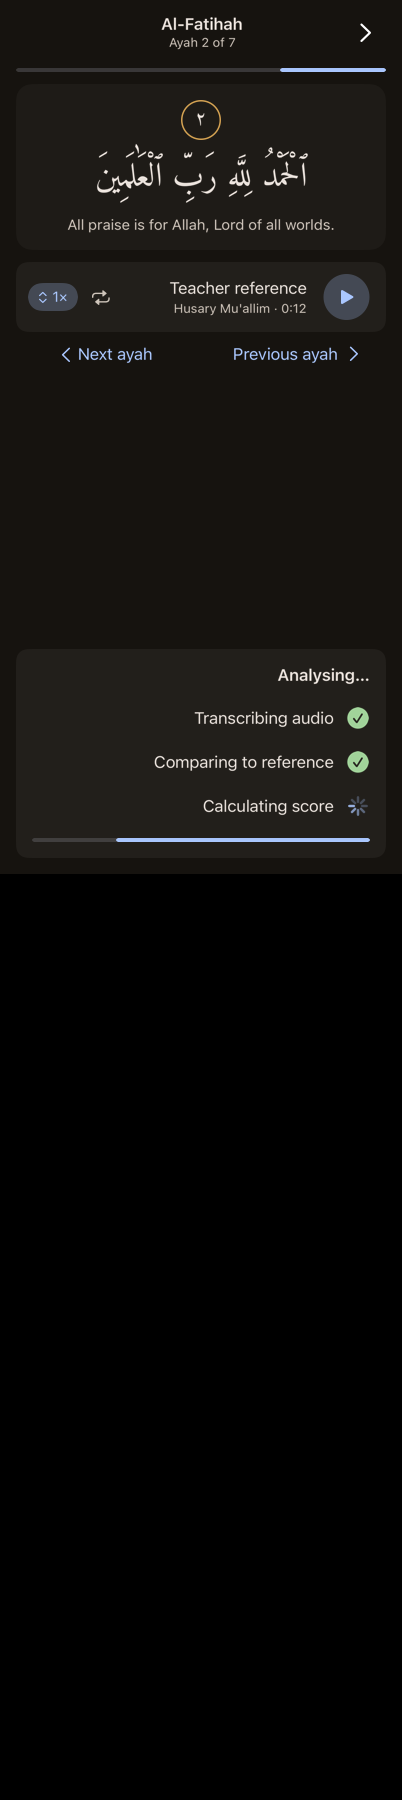 Al-Fatihah
Ayah 2 of 7
٢
ٱلْحَمْدُ لِلَّهِ رَبِّ ٱلْعَٰلَمِينَ
All praise is for Allah, Lord of all worlds.
Teacher reference
1×
Husary Mu'allim · 0:12
Previous ayah
Next ayah
Analysing...
Transcribing audio
Comparing to reference
Calculating score